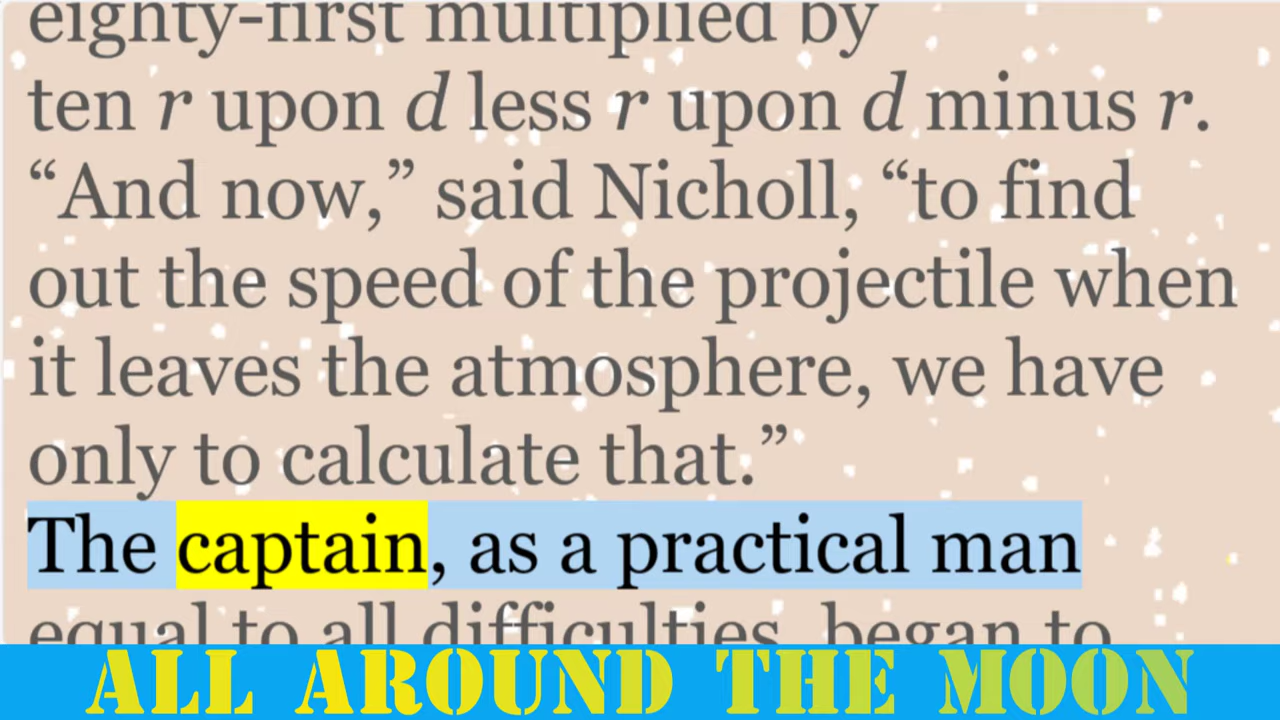 eighty-first multiplied by
ten r upon d less r upon d minus r.
“And now,” said Nicholl, “to find
out the speed of the projectile when
it leaves the atmosphere, we have
only to calculate that.”
The captain, as a practical man
equal to all difficulties, began to
ALL AROUND THE MOON